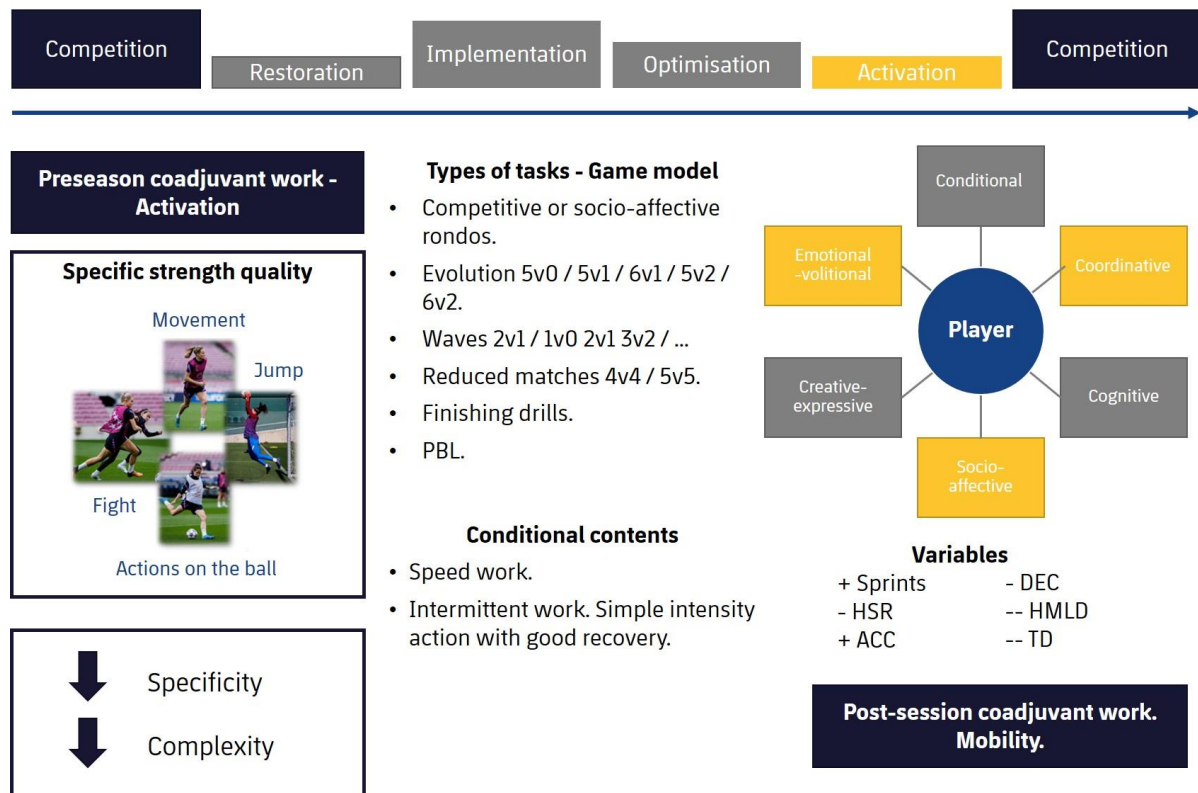 Competition
Restoration
Implementation
Optimisation
Activation
Competition
Preseason coadjuvant work -
Activation
Specific strength quality
Movement
Jump
Fight
Actions on the ball
Specificity
Complexity
Types of tasks - Game model
• Competitive or socio-affective
rondos.
• Evolution 5v0 / 5v1 / 6v1 / 5v2 /
6v2.
• Waves 2v1 / 1v0 2v1 3v2 / ...
• Reduced matches 4v4 / 5v5.
• Finishing drills.
• PBL.
Conditional contents
• Speed work.
• Intermittent work. Simple intensity
action with good recovery.
Conditional
Emotional
-volitional
Coordinative
Player
Creative-
expressive
Cognitive
Socio-
affective
Variables
+ Sprints - DEC
- HSR -- HMLD
+ ACC -- TD
Post-session coadjuvant work.
Mobility.